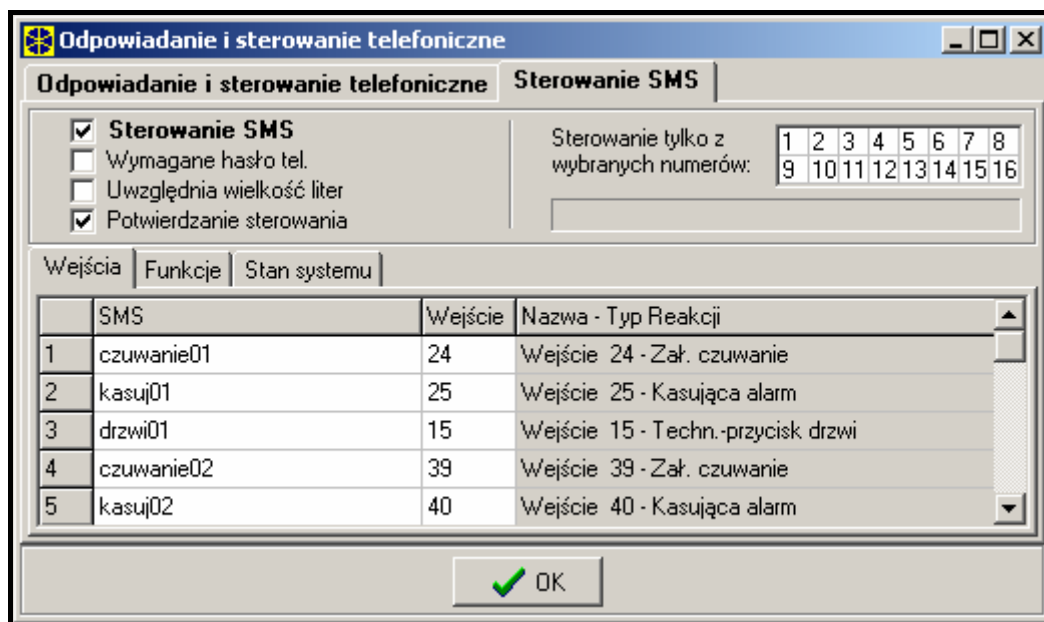 Odpowiadanie i sterowanie telefoniczne
Odpowiadanie i sterowanie telefoniczne Sterowanie SMS
Sterowanie SMS
Wymagane hasło tel.
Uwzględnia wielkość liter
Potwierdzanie sterowania
Sterowanie tylko z
wybranych numerów:
1 2 3 4 5 6 7 8
9 10 11 12 13 14 15 16
Wejścia Funkcje Stan systemu
SMS Wejście Nazwa - Typ Reakcji
1 czuwanie01 24 Wejście 24 - Zał. czuwanie
2 kasuj01 25 Wejście 25 - Kasująca alarm
3 drzwi01 15 Wejście 15 - Techn.-przycisk drzwi
4 czuwanie02 39 Wejście 39 - Zał. czuwanie
5 kasuj02 40 Wejście 40 - Kasująca alarm
OK